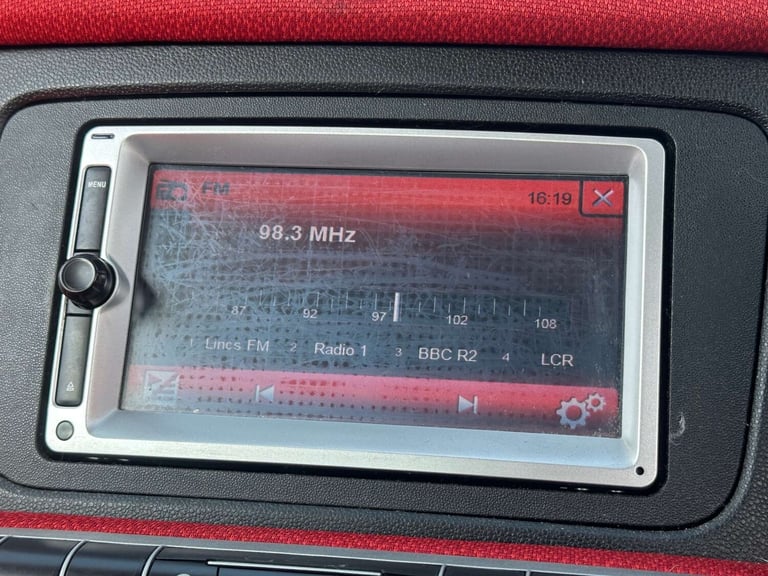 MENU
FM 16:19
98.3 MHz
87 92 97 102 108
1 Lincs FM 2 Radio 1 3 BBC R2 4 LCR